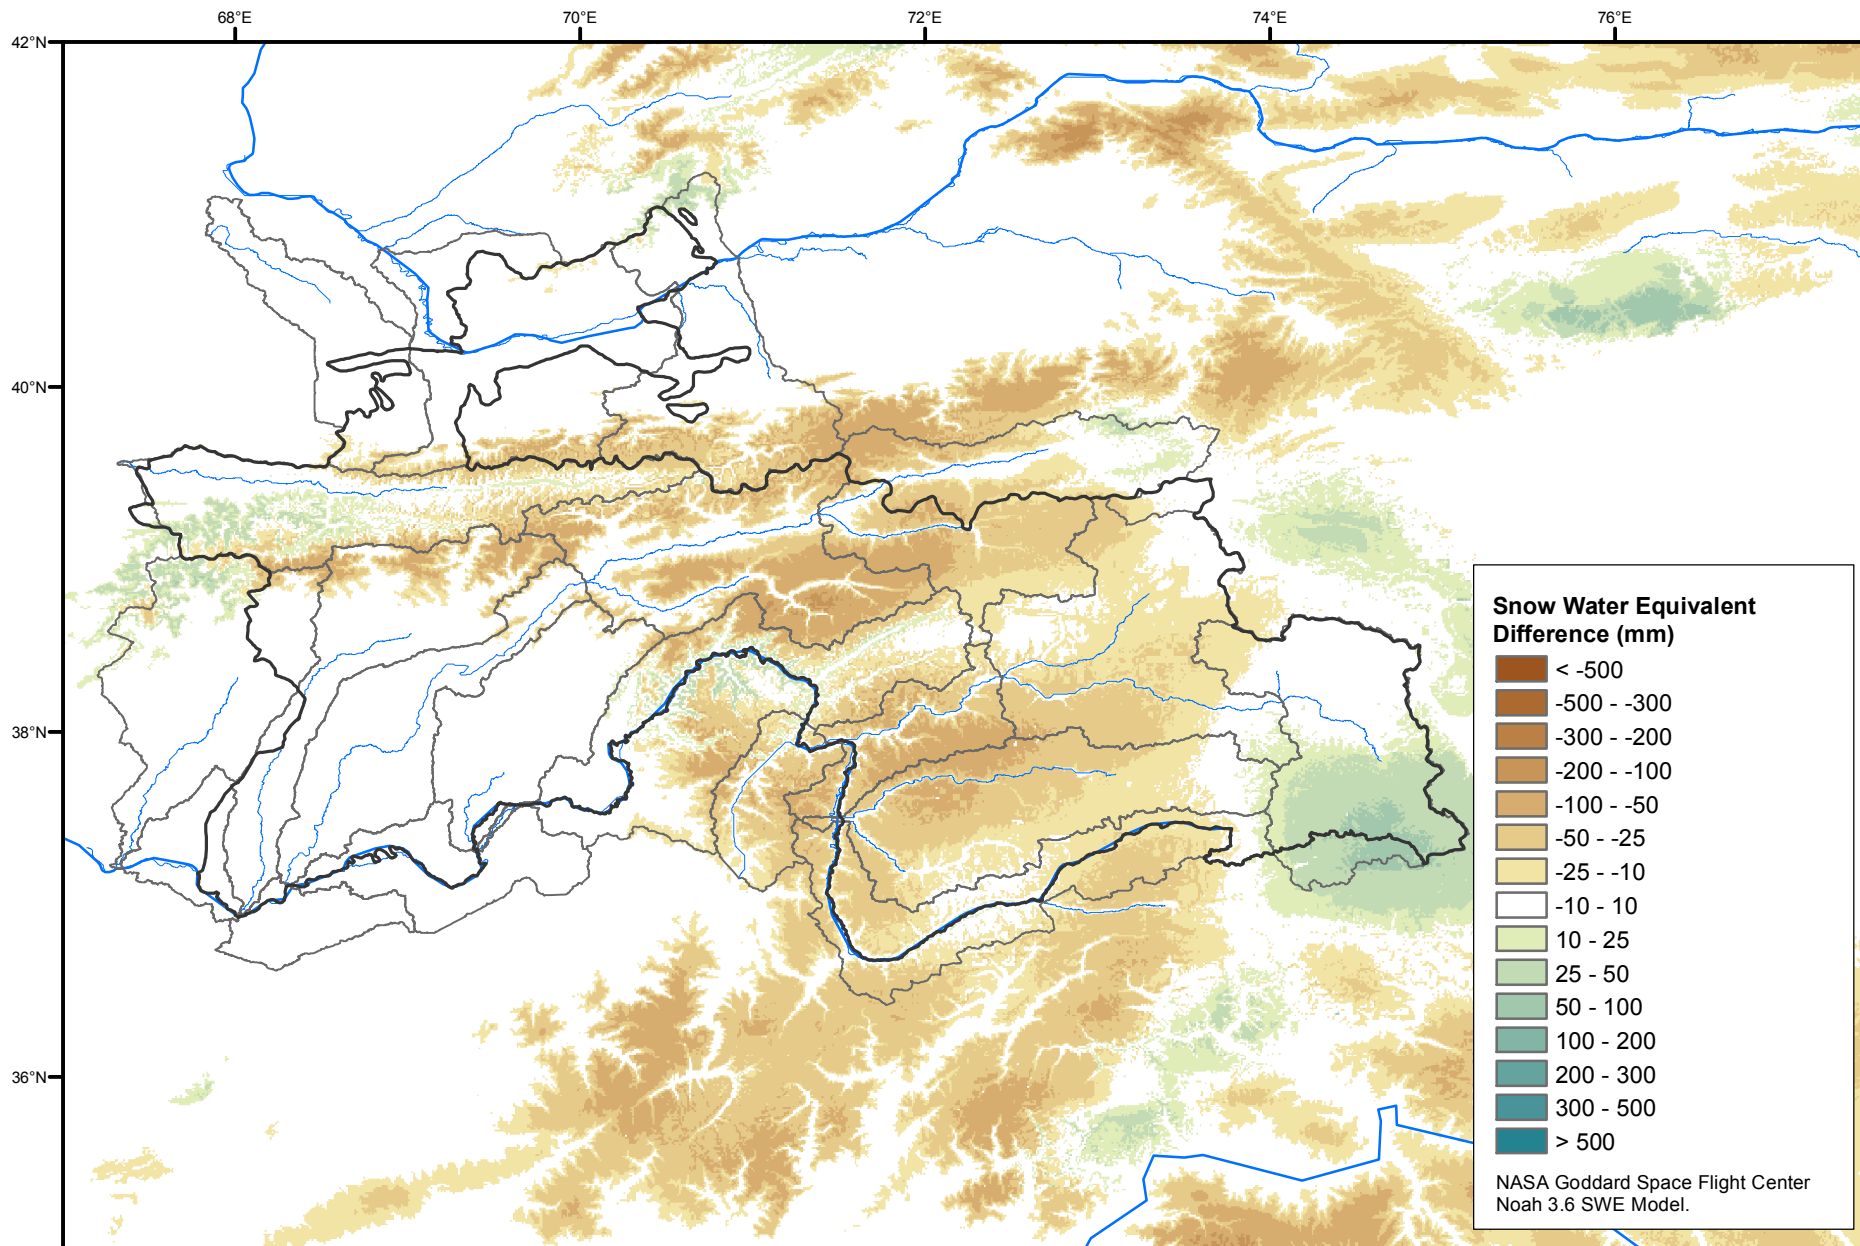 68°E
70°E
72°E
74°E
76°E
42°N
40°N
38°N
36°N
Snow Water Equivalent
Difference (mm)
< -500
-500 - -300
-300 - -200
-200 - -100
-100 - -50
-50 - -25
-25 - -10
-10 - 10
10 - 25
25 - 50
50 - 100
100 - 200
200 - 300
300 - 500
> 500
NASA Goddard Space Flight Center
Noah 3.6 SWE Model.